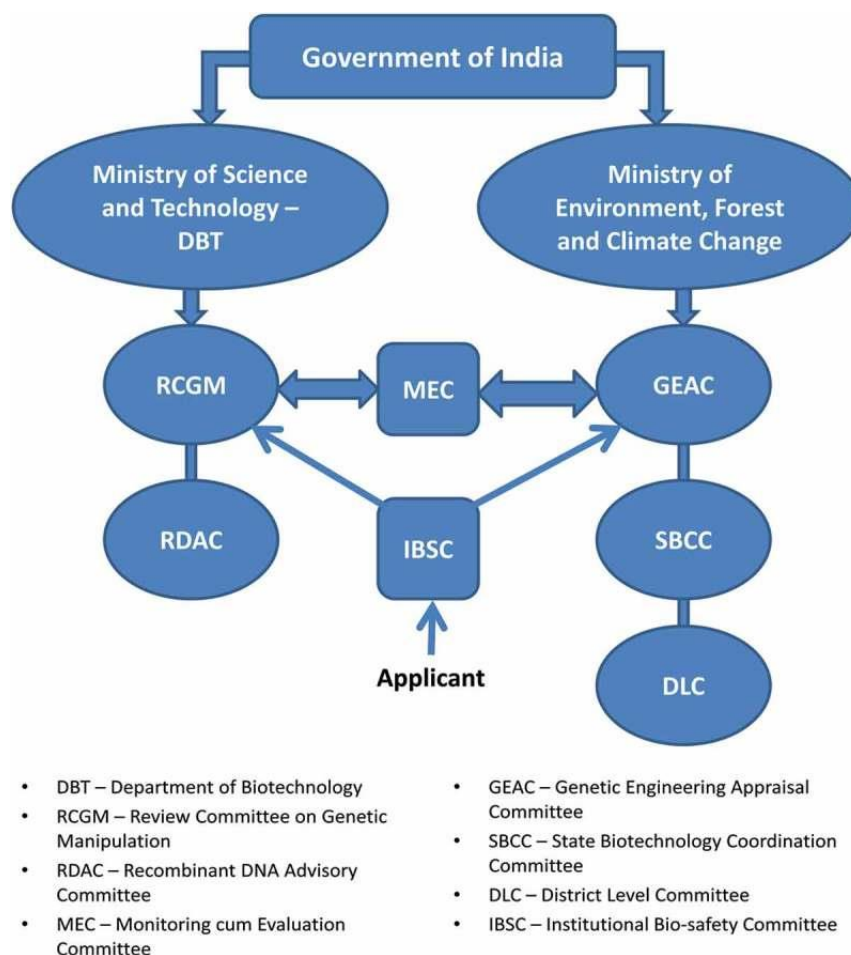 Government of India
Ministry of Science
and Technology –
DBT
Ministry of
Environment, Forest
and Climate Change
RCGM
MEC
GEAC
RDAC
IBSC
SBCC
Applicant
DLC
• DBT – Department of Biotechnology
• RCGM – Review Committee on Genetic
Manipulation
• RDAC – Recombinant DNA Advisory
Committee
• MEC – Monitoring cum Evaluation
Committee
• GEAC – Genetic Engineering Appraisal
Committee
• SBCC – State Biotechnology Coordination
Committee
• DLC – District Level Committee
• IBSC – Institutional Bio-safety Committee